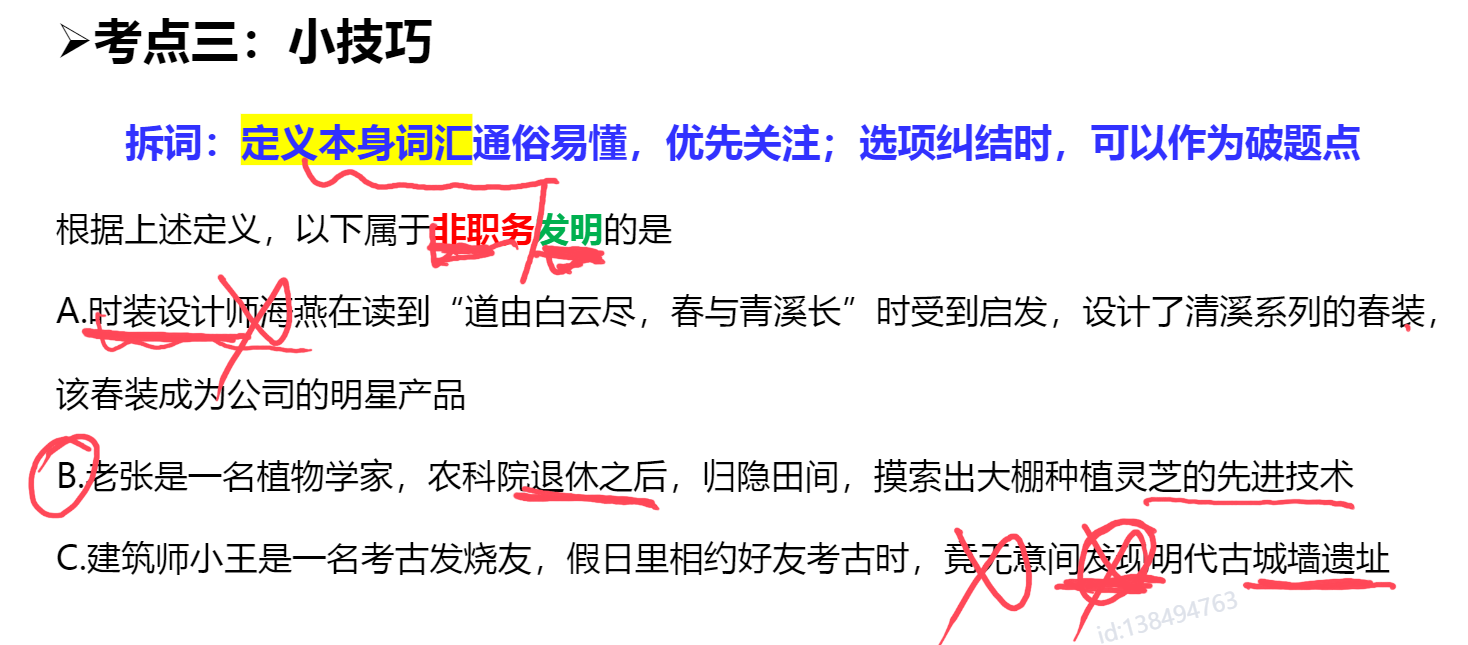 ➢考点三：小技巧
拆词：定义本身词汇通俗易懂，优先关注；选项纠结时，可以作为破题点
根据上述定义，以下属于非职务发明的是
A.时装设计师海燕在读到“道由白云尽，春与青溪长”时受到启发，设计了清溪系列的春装，
该春装成为公司的明星产品
B.老张是一名植物学家，农科院退休之后，归隐田间，摸索出大棚种植灵芝的先进技术
C.建筑师小王是一名考古发烧友，假日里相约好友考古时，竟无意间发现明代古城墙遗址
id:138494763